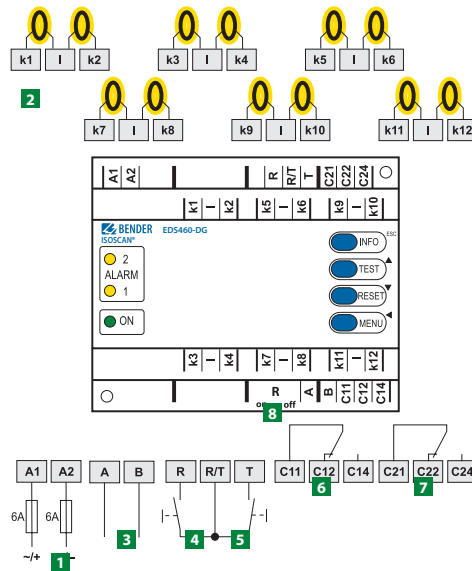 k1 I k2 k3 I k4 k5 I k6
2
k7 I k8 k9 I k10 k11 I k12
A1 A2 R R/T T C21 C22 C24
k1 I k2 k5 I k6 k9 I k10
BENDER EDS460-DG
ISOSCAN®
INFO ESC
2
ALARM
1
TEST
RESET
ON
MENU
k3 I k4 k7 I k8 k11 I k12
R A B C11 C12 C14
off
8
A1 A2 A B R R/T T C11 C12 C14 C21 C22 C24
6 7
6A 6A
3 4 5
~/+ 1 -